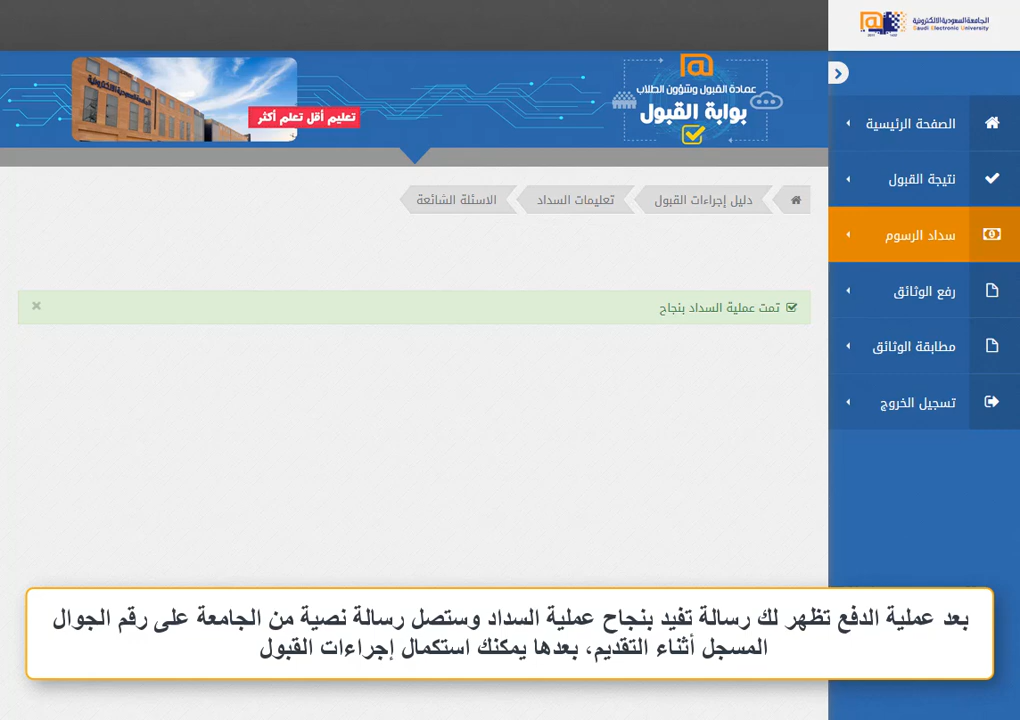 الجامعة السعودية الالكترونية
Saudi Electronic University
عمادة القبول وشؤون الطلاب
بوابة القبول
تعليم أقل تعلم أكثر
الصفحة الرئيسية
نتيجة القبول
سداد الرسوم
رفع الوثائق
مطابقة الوثائق
تسجيل الخروج
دليل إجراءات القبول
تعليمات السداد
الاسئلة الشائعة
تمت عملية السداد بنجاح
بعد عملية الدفع تظهر لك رسالة تفيد بنجاح عملية السداد وستصل رسالة نصية من الجامعة على رقم الجوال
المسجل أثناء التقديم، بعدها يمكنك استكمال إجراءات القبول